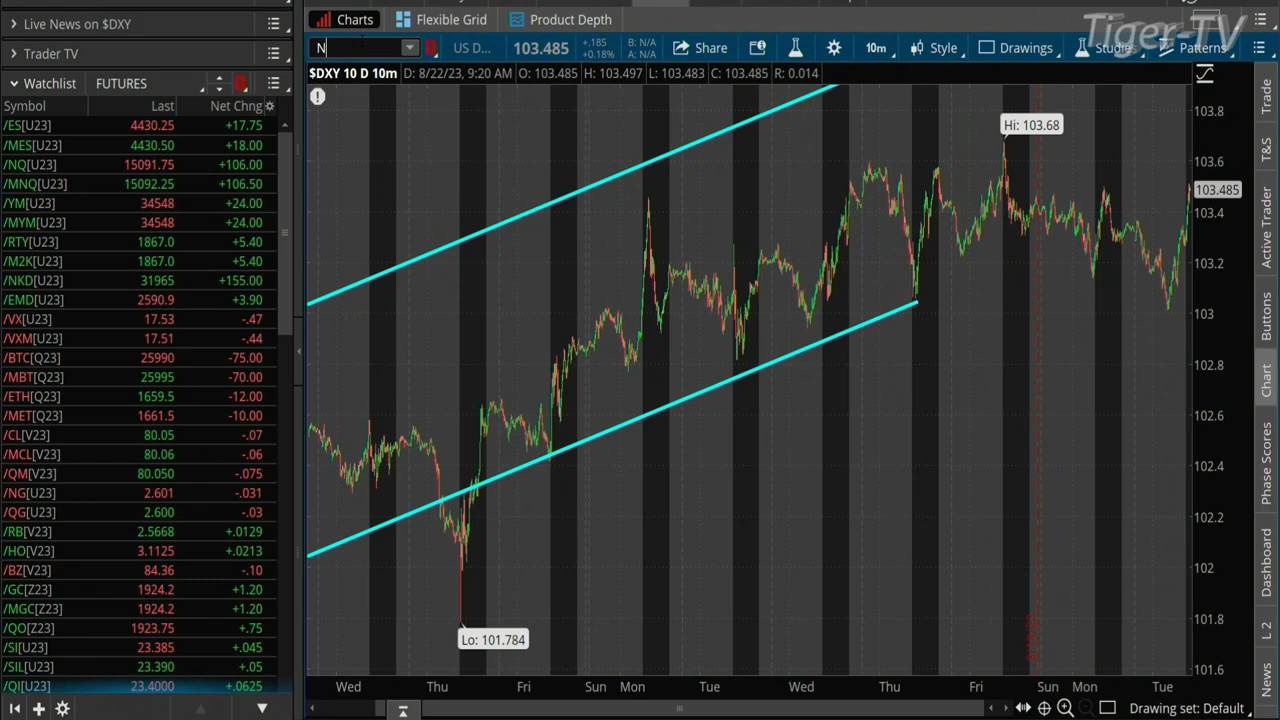 Live News on $DXY
Trader TV
Watchlist FUTURES
Symbol Last Net Chng
/ES[U23] 4430.25 +17.75
/MES[U23] 4430.50 +18.00
/NQ[U23] 15091.75 +106.00
/MNQ[U23] 15092.25 +106.50
/YM[U23] 34548 +24.00
/MYM[U23] 34548 +24.00
/RTY[U23] 1867.0 +5.40
/M2K[U23] 1867.0 +5.40
/NKD[U23] 31965 +155.00
/EMD[U23] 2590.9 +3.90
/VX[U23] 17.53 -.47
/VXM[U23] 17.51 -.44
/BTC[Q23] 25990 -75.00
/MBT[Q23] 25995 -70.00
/ETH[Q23] 1659.5 -12.00
/MET[Q23] 1661.5 -10.00
/CL[V23] 80.05 -.07
/MCL[V23] 80.06 -.06
/QM[V23] 80.050 -.075
/NG[U23] 2.601 -.031
/QG[U23] 2.600 -.03
/RB[V23] 2.5668 +.0129
/HO[V23] 3.1125 +.0213
/BZ[V23] 84.36 -.10
/GC[Z23] 1924.2 +1.20
/MGC[Z23] 1924.2 +1.20
/QO[Z23] 1923.75 +.75
/SI[U23] 23.385 +.045
/SIL[U23] 23.390 +.05
/QI[U23] 23.4000 +.0625
Charts Flexible Grid Product Depth
Tiger-TV
N US D... 103.485 +.185 +0.18% B: N/A A: N/A Share 10m Style Drawings Studies Patterns
$DXY 10 D 10m D: 8/22/23, 9:20 AM O: 103.485 H: 103.497 L: 103.483 C: 103.485 R: 0.014
Hi: 103.68
Lo: 101.784
103.8
103.6
103.485
103.4
103.2
103
102.8
102.6
102.4
102.2
102
101.8
101.6
Wed Thu Fri Sun Mon Tue Wed Thu Fri Sun Mon Tue
Drawing set: Default
Trade
T&S
Active Trader
Buttons
Chart
Phase Scores
Dashboard
L 2
News